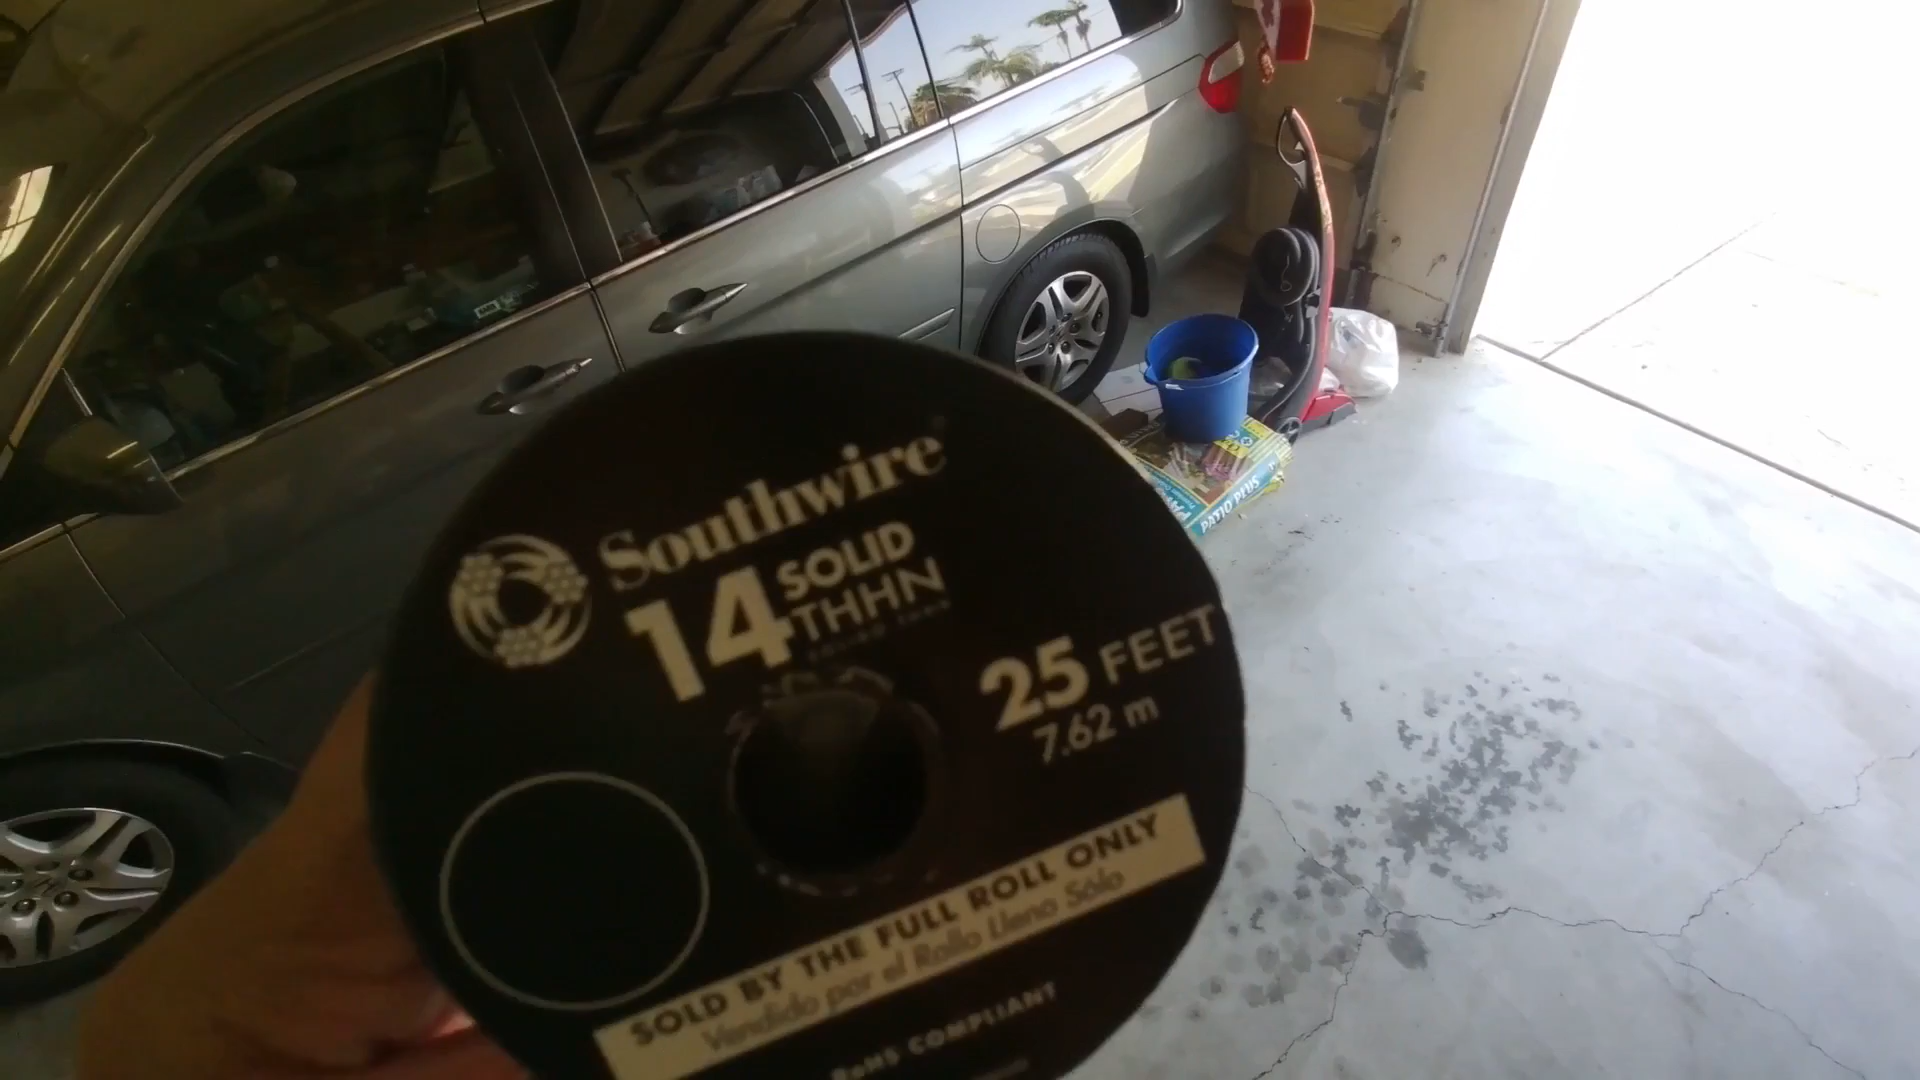 Southwire
14 SOLID
THHN
25 FEET
7.62 m
SOLD BY THE FULL ROLL ONLY
Vendido por el Rollo Lleno Sólo
RoHS COMPLIANT
PATIO PLUS